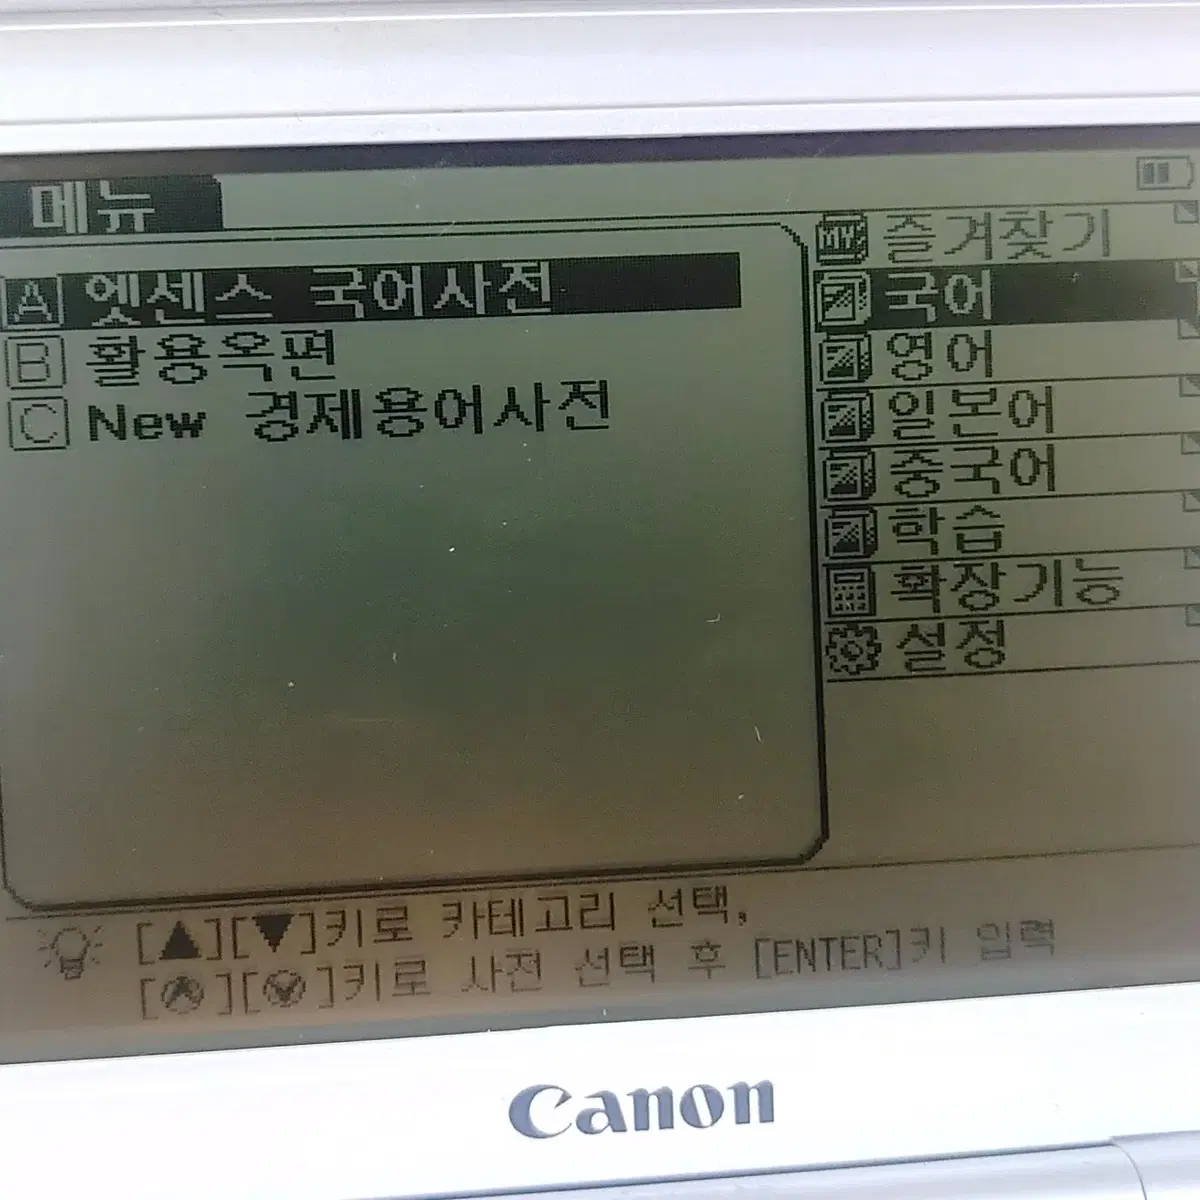 메뉴
A 엣센스 국어사전
B 활용옥편
C New 경제용어사전
즐겨찾기
국어
영어
일본어
중국어
학습
확장기능
설정
[▲][▼]키로 카테고리 선택,
[∧][∨]키로 사전 선택 후 [ENTER]키 입력
Canon